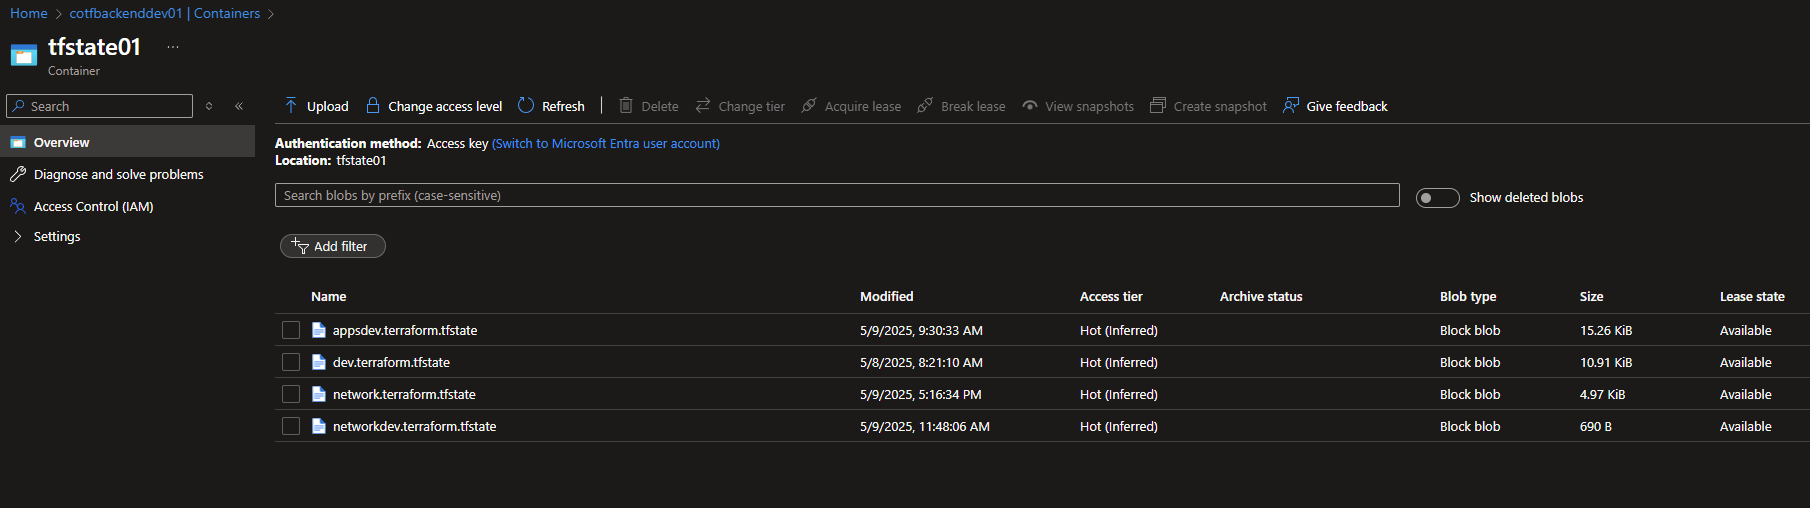 Home > cotfbackenddev01 | Containers >
tfstate01 ...
Container
Search
Overview
Diagnose and solve problems
Access Control (IAM)
Settings
Upload Change access level Refresh Delete Change tier Acquire lease Break lease View snapshots Create snapshot Give feedback
Authentication method: Access key (Switch to Microsoft Entra user account)
Location: tfstate01
Search blobs by prefix (case-sensitive) Show deleted blobs
Add filter
Name Modified Access tier Archive status Blob type Size Lease state
appsdev.terraform.tfstate 5/9/2025, 9:30:33 AM Hot (Inferred) Block blob 15.26 KiB Available
dev.terraform.tfstate 5/8/2025, 8:21:10 AM Hot (Inferred) Block blob 10.91 KiB Available
network.terraform.tfstate 5/9/2025, 5:16:34 PM Hot (Inferred) Block blob 4.97 KiB Available
networkdev.terraform.tfstate 5/9/2025, 11:48:06 AM Hot (Inferred) Block blob 690 B Available